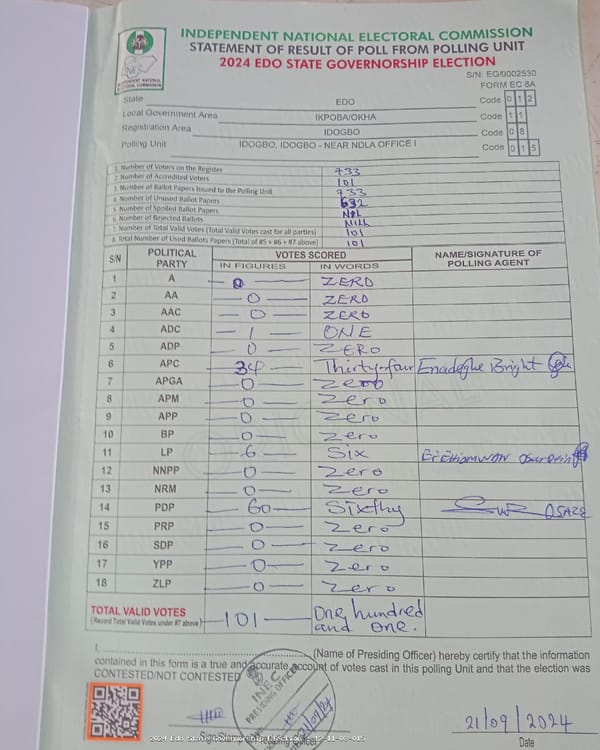 INDEPENDENT NATIONAL ELECTORAL COMMISSION
STATEMENT OF RESULT OF POLL FROM POLLING UNIT
2024 EDO STATE GOVERNORSHIP ELECTION
S/N: EG/0002530
FORM EC 8A
State EDO Code 0 1 2
Local Government Area IKPOBA/OKHA Code 1 1
Registration Area IDOGBO Code 0 8
Polling Unit IDOGBO, IDOGBO - NEAR NDLA OFFICE I Code 0 1 5
1. Number of Voters on the Register 733
2. Number of Accredited Voters 101
3. Number of Ballot Papers Issued to the Polling Unit 733
4. Number of Unused Ballot Papers 632
5. Number of Spoiled Ballot Papers
6. Number of Rejected Ballots
7. Number of Total Valid Votes (Total Valid Votes cast for all parties) 101
8. Total Number of Used Ballots Papers (Total of #5 + #6 + #7 above) 101
S/N POLITICAL PARTY VOTES SCORED NAME/SIGNATURE OF POLLING AGENT
IN FIGURES IN WORDS
1 A 0 ZERO
2 AA 0 ZERO
3 AAC 0 ZERO
4 ADC 1 ONE
5 ADP 0 ZERO
6 APC 34 Thirty-four Enadeghe Bright
7 APGA 0 Zero
8 APM 0 Zero
9 APP 0 Zero
10 BP 0 Zero
11 LP 6 Six
12 NNPP 0 Zero
13 NRM 0 Zero
14 PDP 60 Sixthy OSAZE
15 PRP 0 Zero
16 SDP 0 Zero
17 YPP 0 Zero
18 ZLP 0 Zero
TOTAL VALID VOTES 101 One hundred and one.
(Record Total Valid Votes under #7 above)
I, (Name of Presiding Officer) hereby certify that the information
contained in this form is a true and accurate account of votes cast in this polling Unit and that the election was
CONTESTED/NOT CONTESTED
INEC
PRESIDING OFFICER
21/09/2024
Date